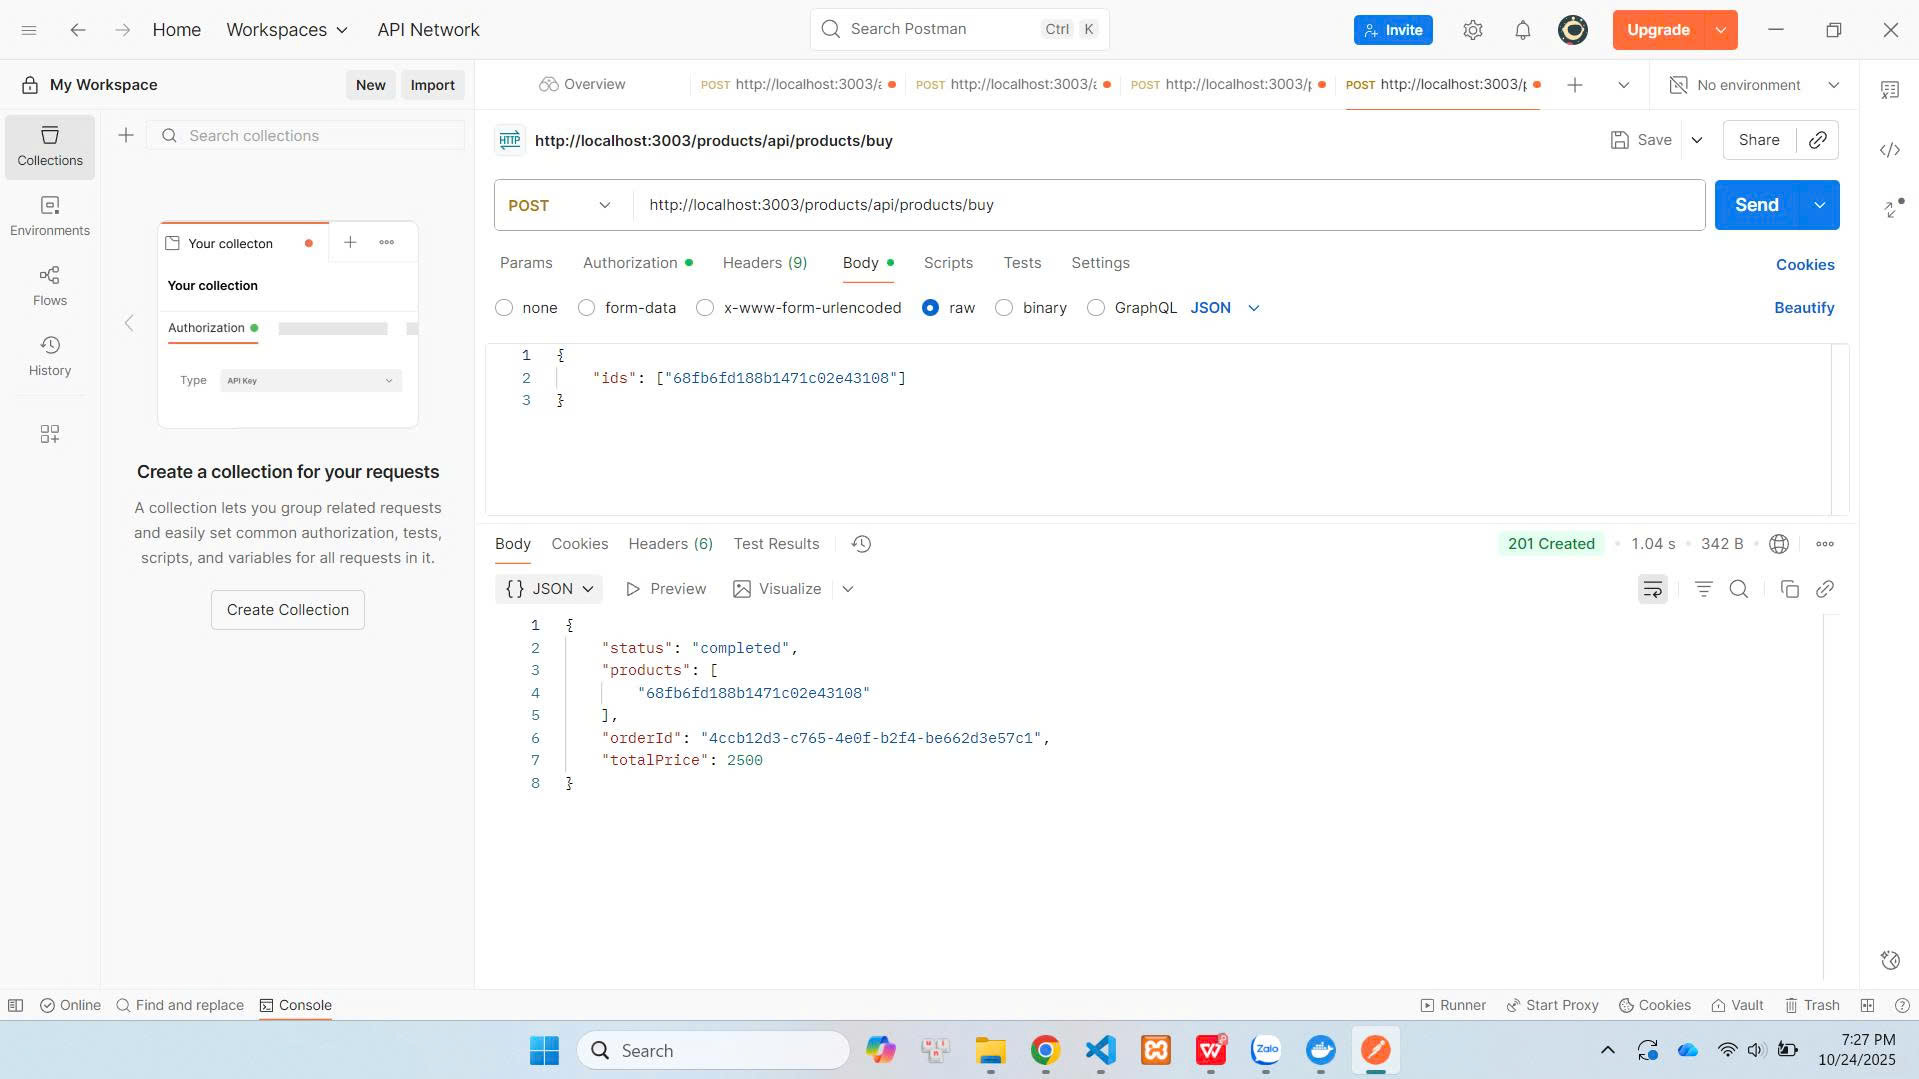 Home
Workspaces
API Network
Search Postman
Ctrl
K
Invite
Upgrade
My Workspace
New
Import
Overview
POST http://localhost:3003/a
POST http://localhost:3003/a
POST http://localhost:3003/p
POST http://localhost:3003/p
No environment
Collections
Environments
Flows
History
Search collections
Your collecton
Your collection
Authorization
Type
API Key
Create a collection for your requests
A collection lets you group related requests
and easily set common authorization, tests,
scripts, and variables for all requests in it.
Create Collection
HTTP
http://localhost:3003/products/api/products/buy
Save
Share
POST
http://localhost:3003/products/api/products/buy
Send
Params
Authorization
Headers (9)
Body
Scripts
Tests
Settings
Cookies
none
form-data
x-www-form-urlencoded
raw
binary
GraphQL
JSON
Beautify
1 {
2 "ids": ["68fb6fd188b1471c02e43108"]
3 }
Body
Cookies
Headers (6)
Test Results
201 Created
1.04 s
342 B
{} JSON
Preview
Visualize
1 {
2 "status": "completed",
3 "products": [
4 "68fb6fd188b1471c02e43108"
5 ],
6 "orderId": "4ccb12d3-c765-4e0f-b2f4-be662d3e57c1",
7 "totalPrice": 2500
8 }
Online
Find and replace
Console
Runner
Start Proxy
Cookies
Vault
Trash
Search
Zalo
7:27 PM
10/24/2025